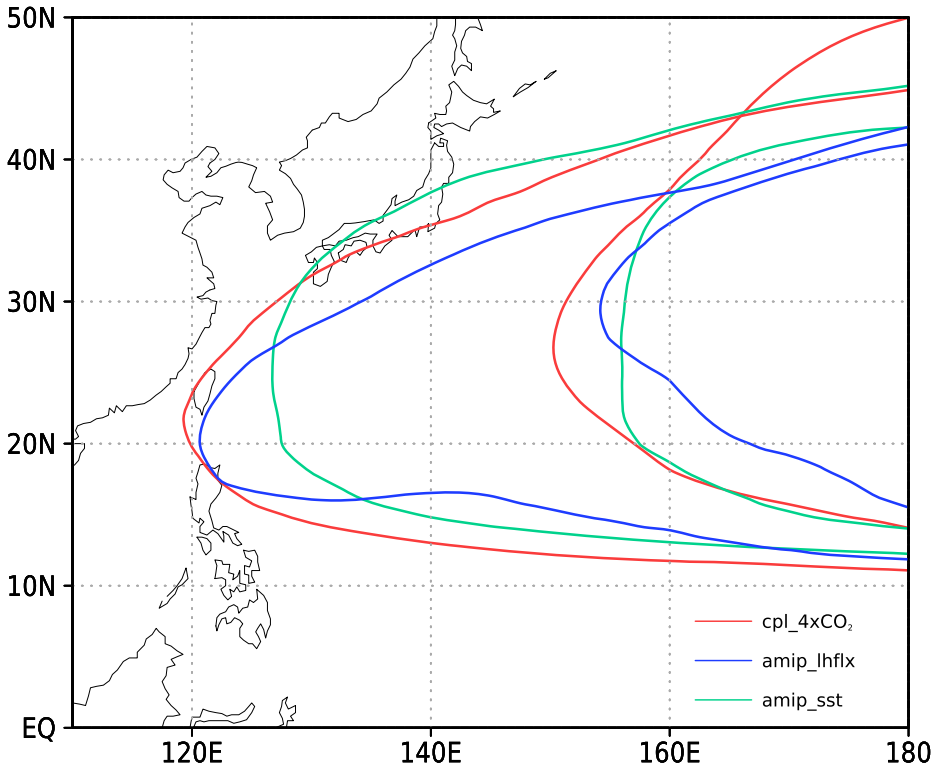 50N
40N
30N
20N
10N
EQ
120E 140E 160E 180
cpl_4xCO₂
amip_lhflx
amip_sst